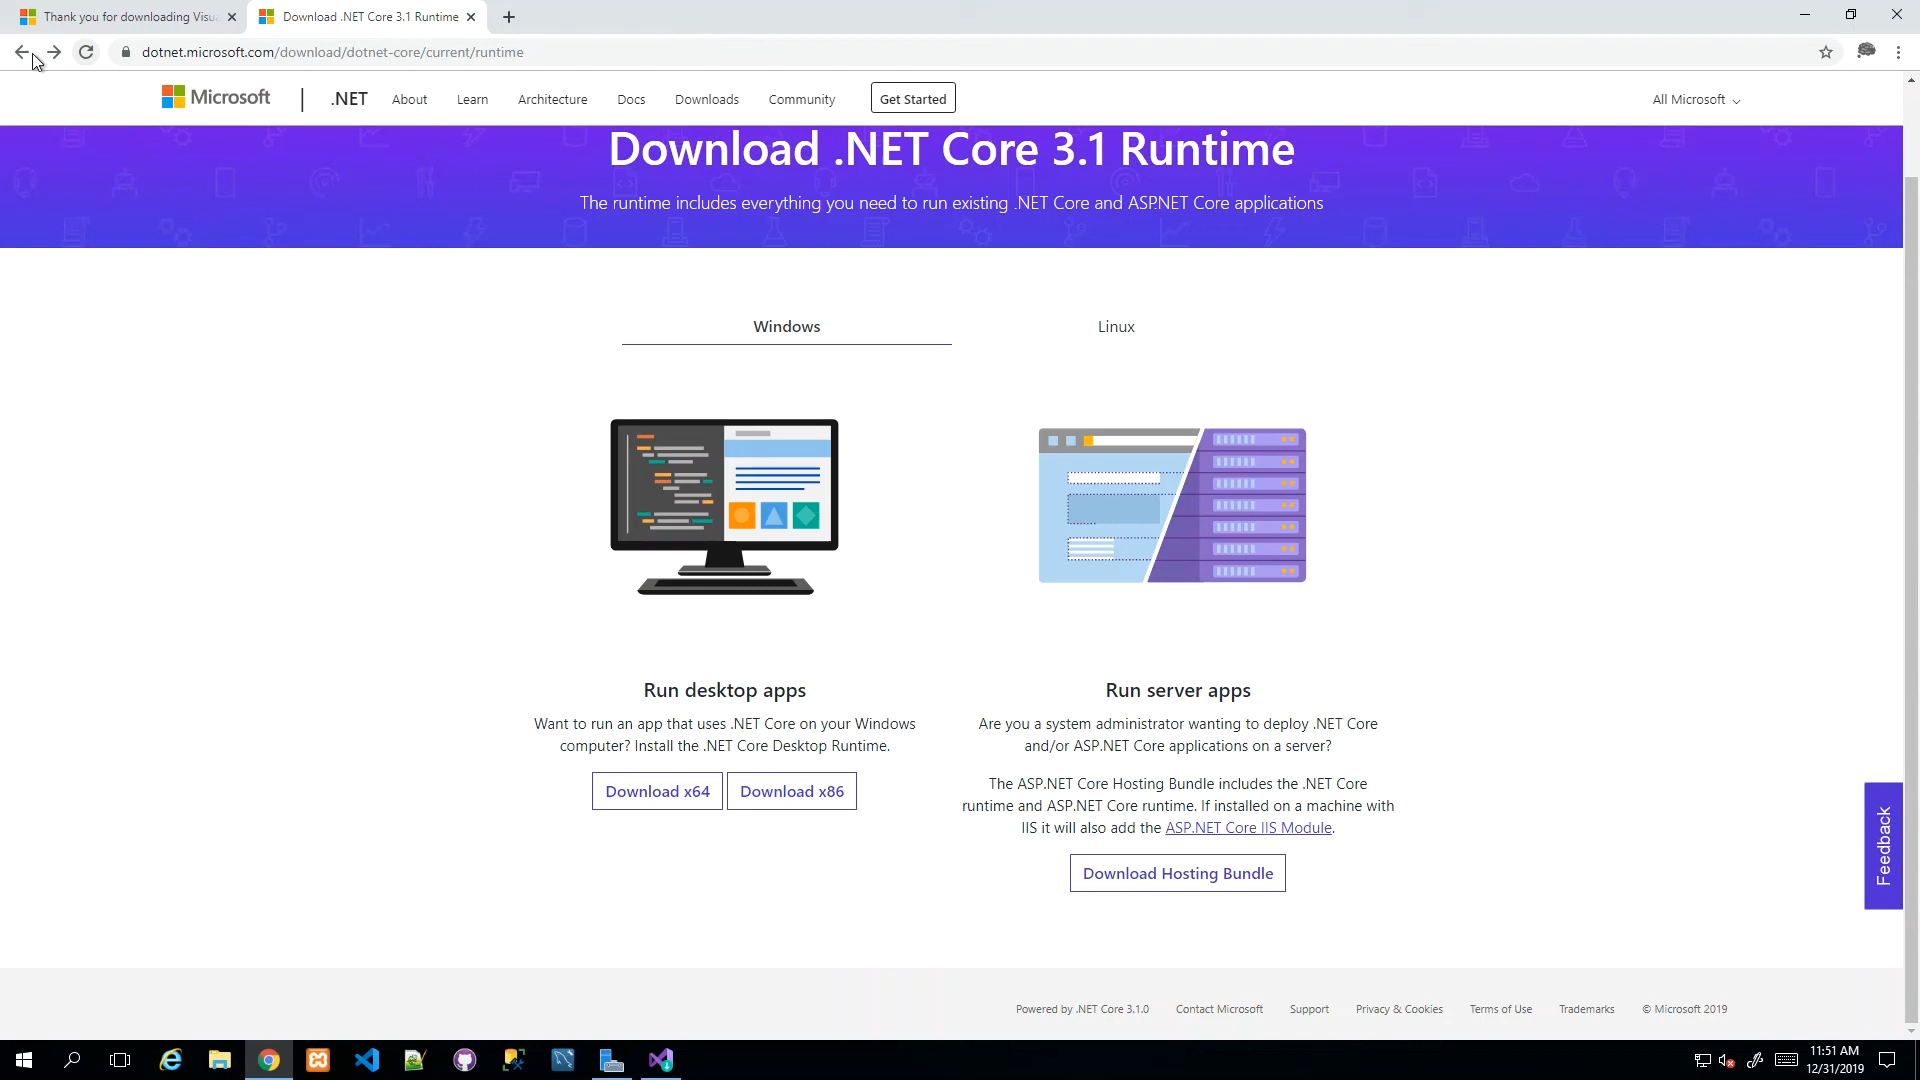 Thank you for downloading Visua
Download .NET Core 3.1 Runtime
dotnet.microsoft.com/download/dotnet-core/current/runtime
Microsoft
.NET
About
Learn
Architecture
Docs
Downloads
Community
Get Started
All Microsoft
Download .NET Core 3.1 Runtime
The runtime includes everything you need to run existing .NET Core and ASP.NET Core applications
Windows
Linux
Run desktop apps
Want to run an app that uses .NET Core on your Windows
computer? Install the .NET Core Desktop Runtime.
Download x64
Download x86
Run server apps
Are you a system administrator wanting to deploy .NET Core
and/or ASP.NET Core applications on a server?
The ASP.NET Core Hosting Bundle includes the .NET Core
runtime and ASP.NET Core runtime. If installed on a machine with
IIS it will also add the ASP.NET Core IIS Module.
Download Hosting Bundle
Feedback
Powered by .NET Core 3.1.0
Contact Microsoft
Support
Privacy & Cookies
Terms of Use
Trademarks
© Microsoft 2019
11:51 AM
12/31/2019